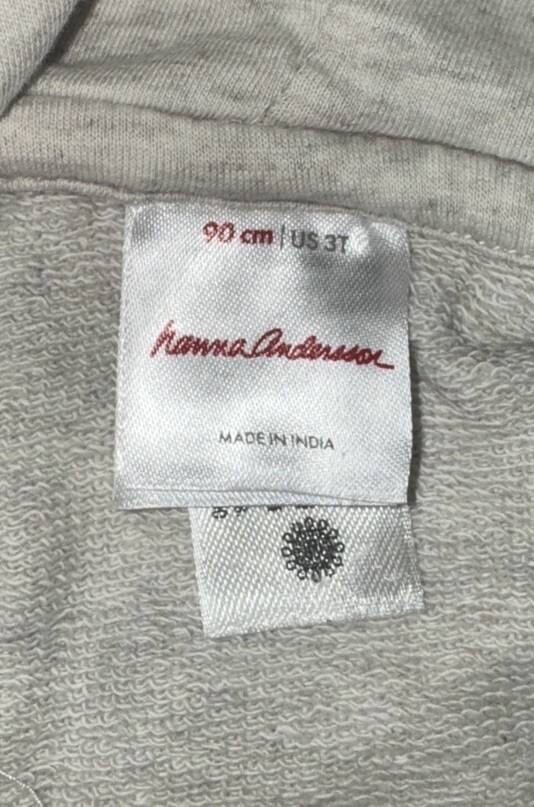 90 cm | US 3T
hanna Andersson
MADE IN INDIA